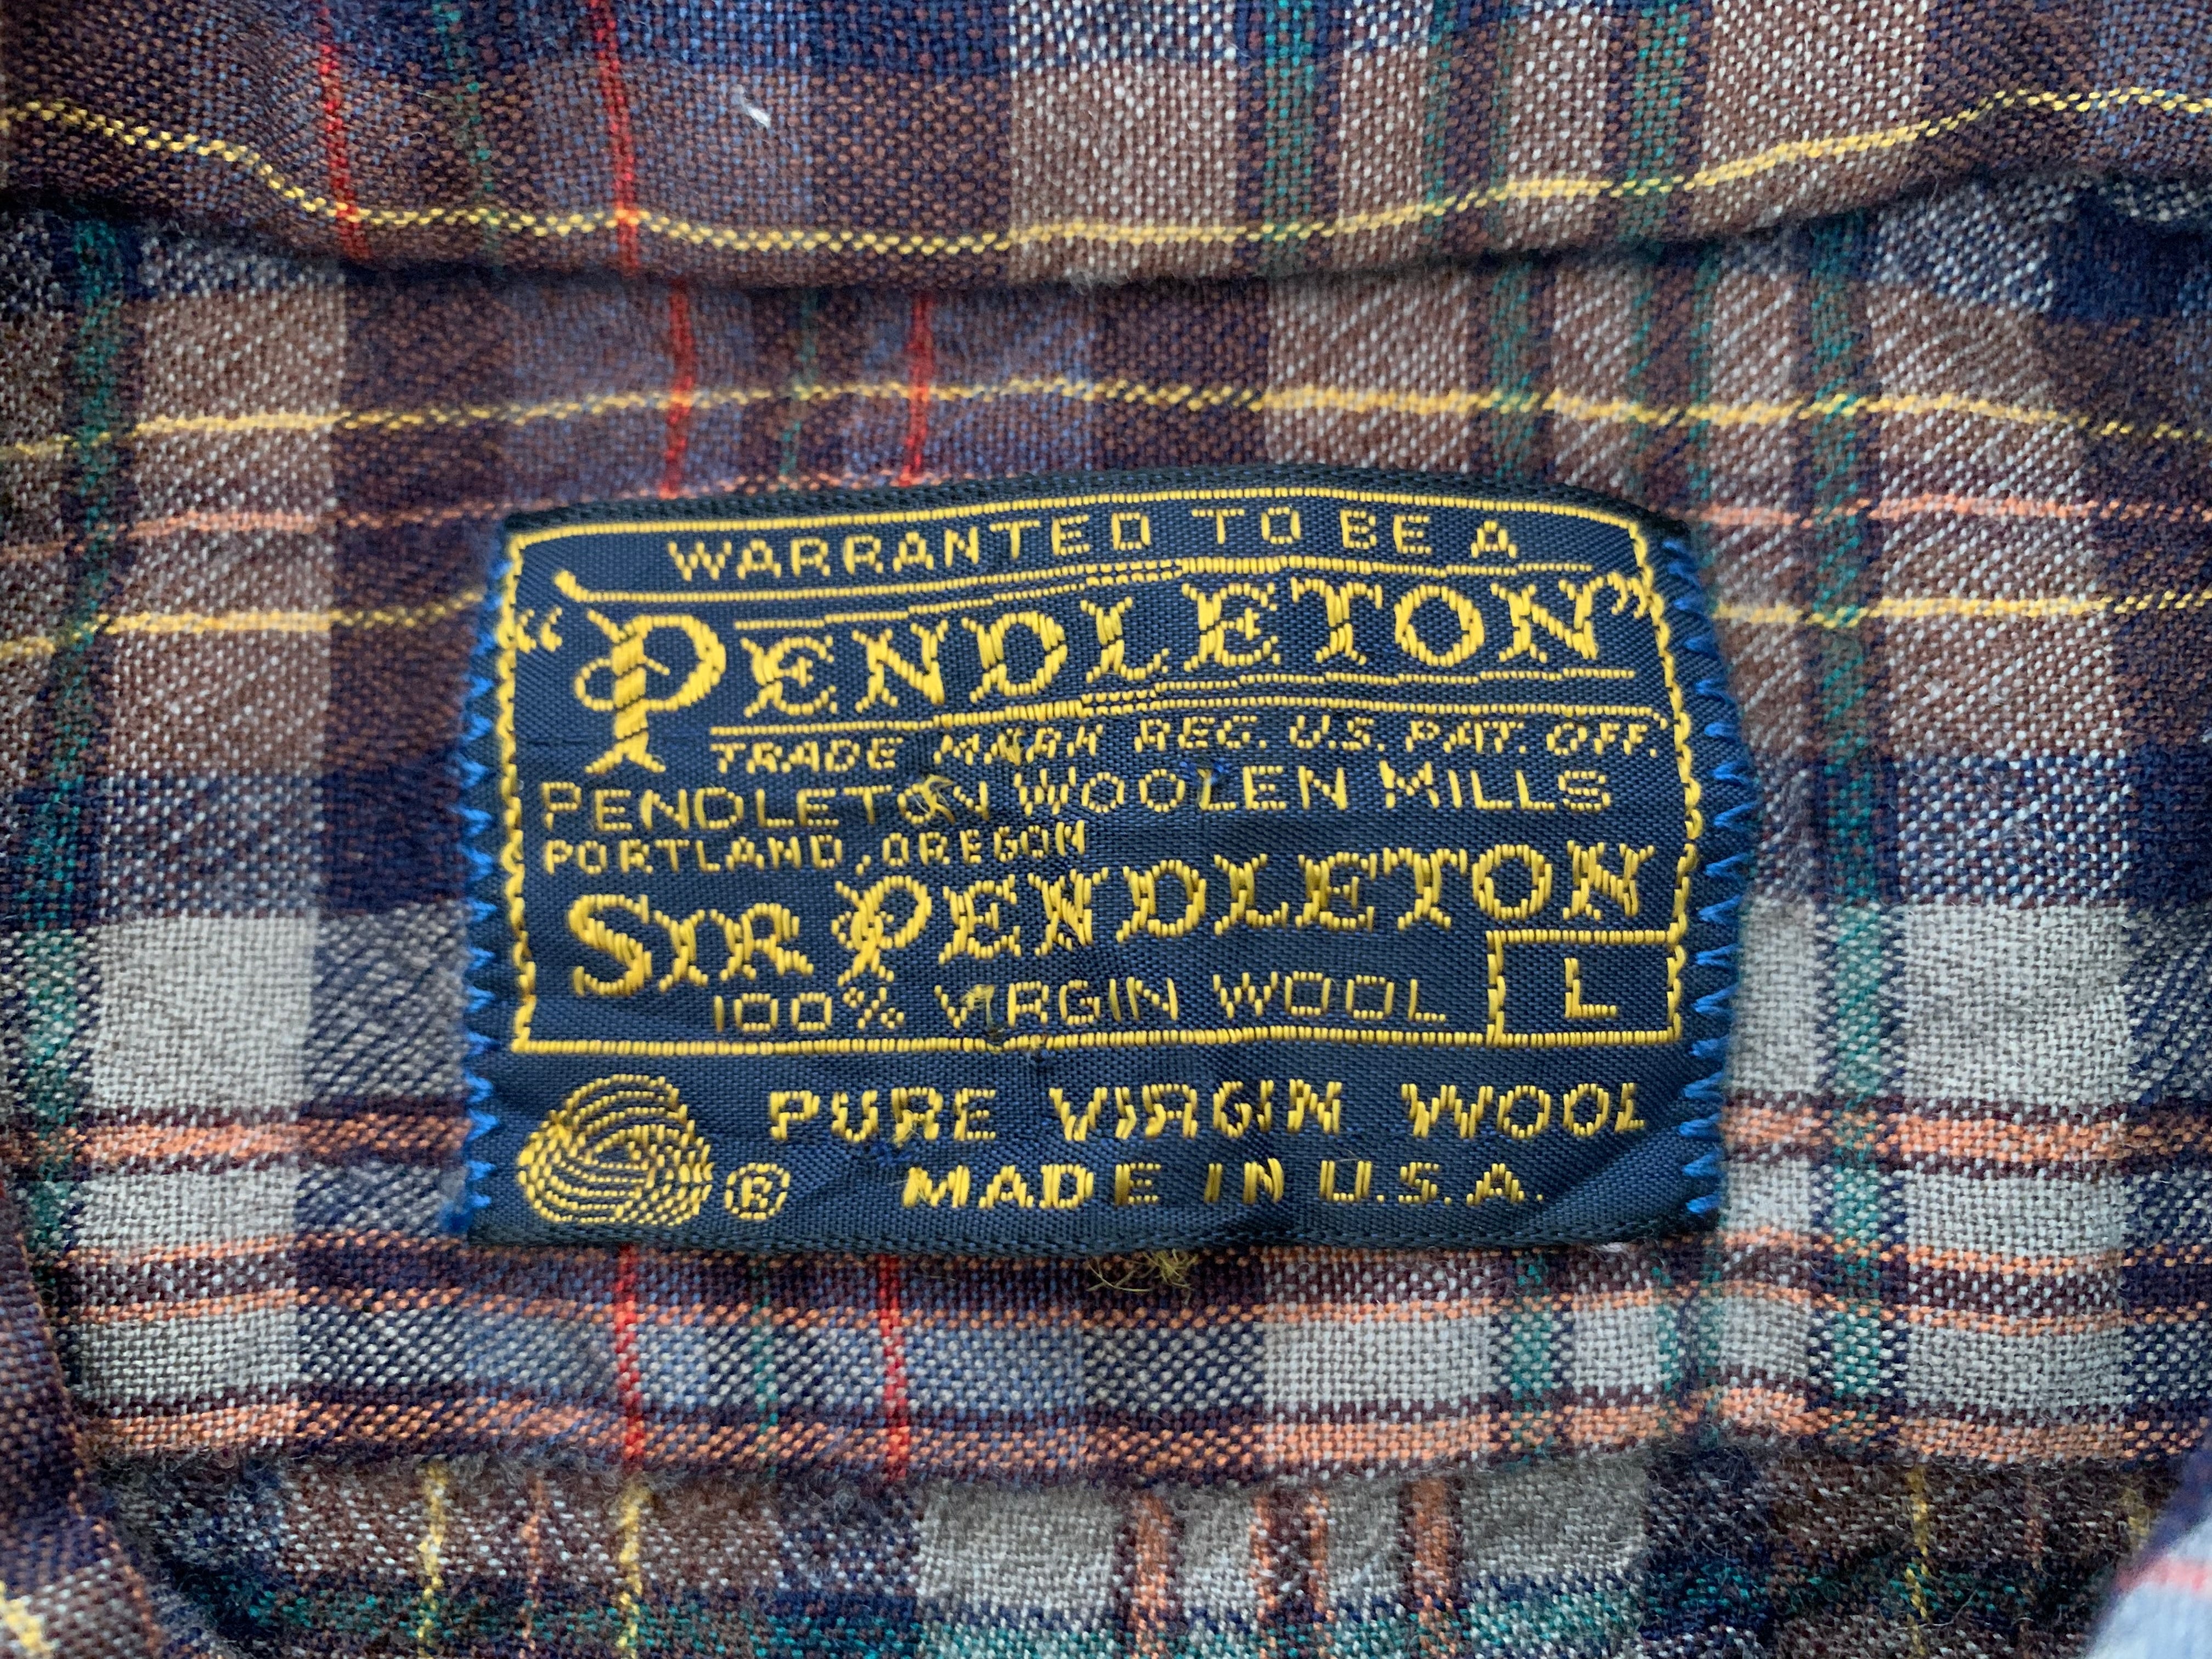 WARRANTED TO BE A
"PENDLETON"
TRADE MARK REG. U.S. PAT. OFF.
PENDLETON WOOLEN MILLS
PORTLAND, OREGON
SIR PENDLETON
100% VIRGIN WOOL L
PURE VIRGIN WOOL
® MADE IN U.S.A.